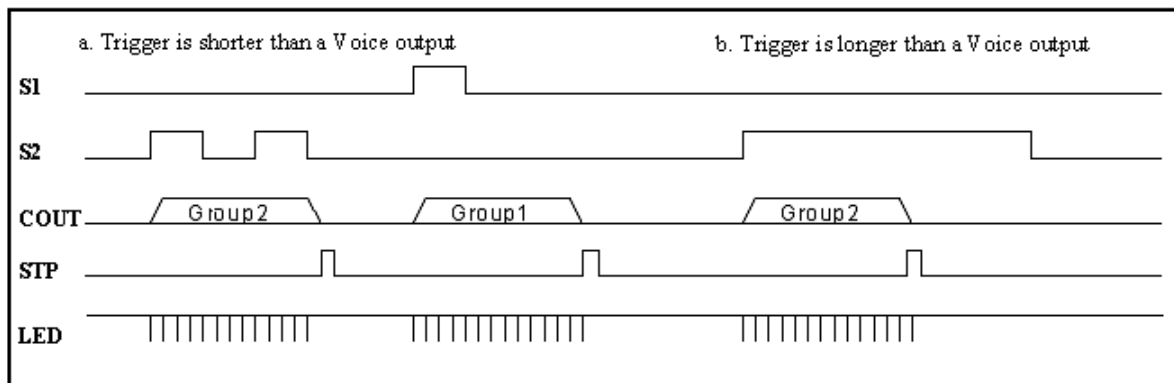 a. Trigger is shorter than a Voice output
b. Trigger is longer than a Voice output
S1
S2
COUT
Group2
Group1
Group2
STP
LED